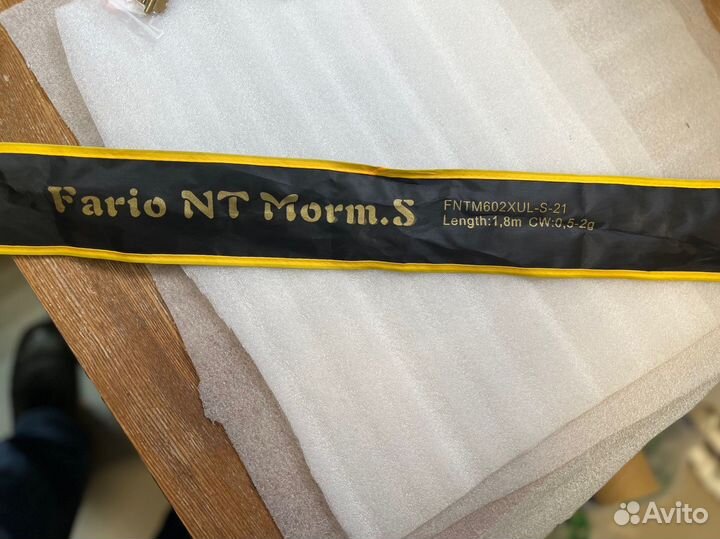 Fario NT Morm.S
FNTM602XUL-S-21
Length:1,8m CW:0,5-2g
Avito